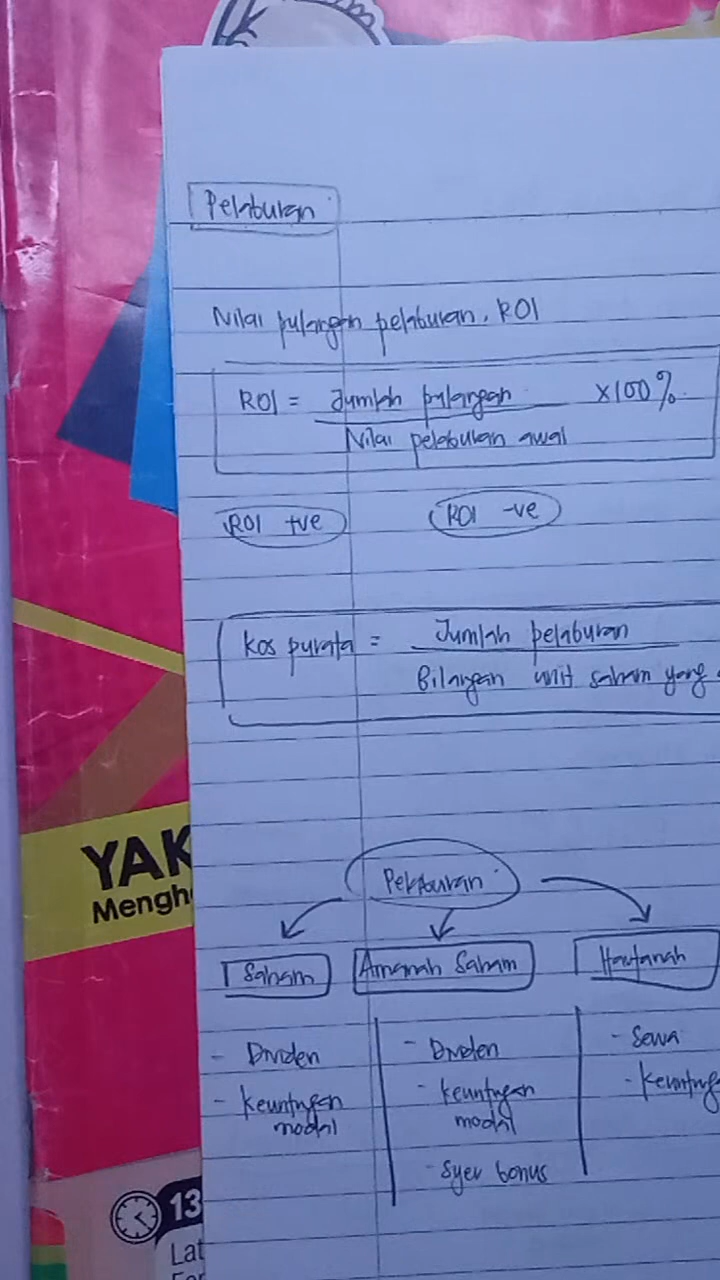 Pelaburan
Nilai pulangan pelaburan, ROI
ROI = Jumlah pulangan x100%
Nilai pelaburan awal
ROI +ve ROI -ve
Kos purata = Jumlah pelaburan
Bilangan unit saham yang
YAK
Mengh
Pelaburan
Saham Amanah Saham Hartanah
- Dividen - Dividen - Sewa
- Keuntungan modal - Keuntungan modal - Keuntung
- Syer bonus
13
Lat